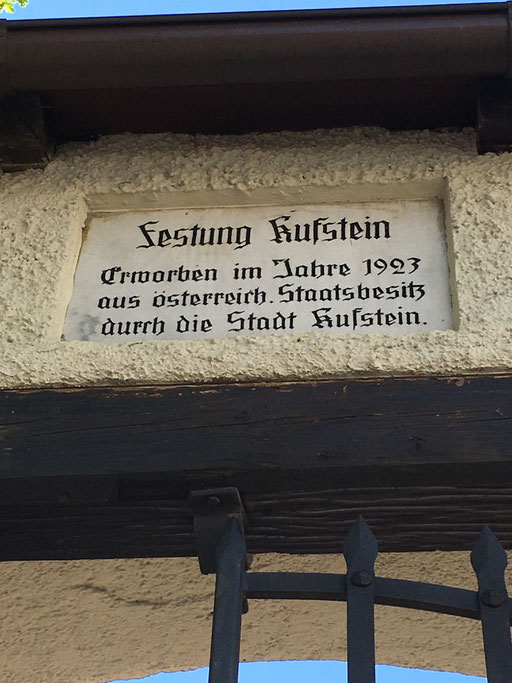 Festung Kufstein
Erworben im Jahre 1923
aus österreich. Staatsbesitz
durch die Stadt Kufstein.